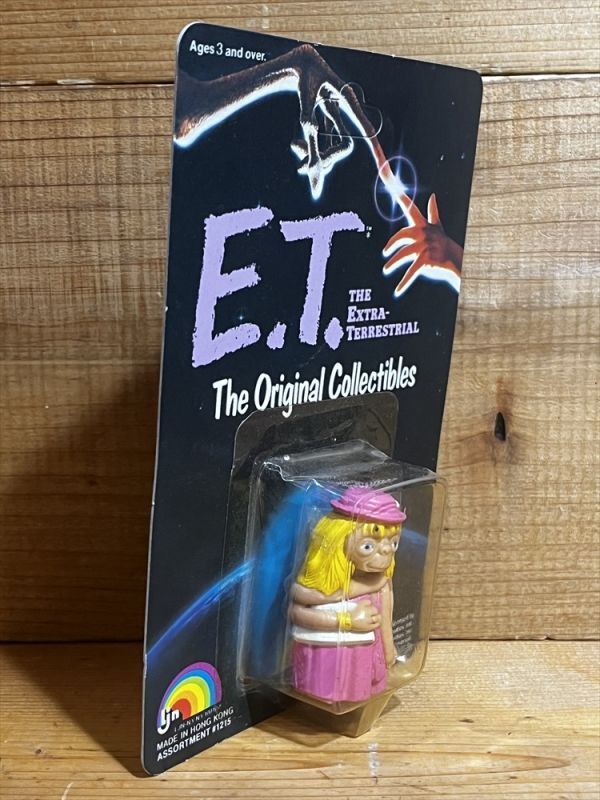 Ages 3 and over.
E.T.
THE
EXTRA-
TERRESTRIAL
The Original Collectibles
ljn
MADE IN HONG KONG
ASSORTMENT #1215